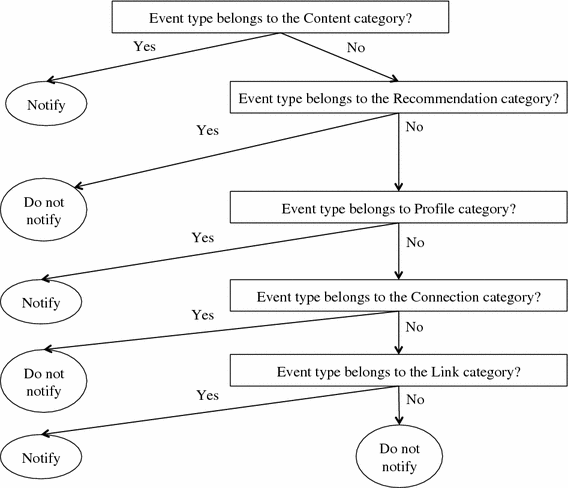 Event type belongs to the Content category?
Yes
No
Notify
Event type belongs to the Recommendation category?
Yes
No
Do not
notify
Event type belongs to Profile category?
Yes
No
Notify
Event type belongs to the Connection category?
Yes
No
Do not
notify
Event type belongs to the Link category?
Yes
No
Notify
Do not
notify